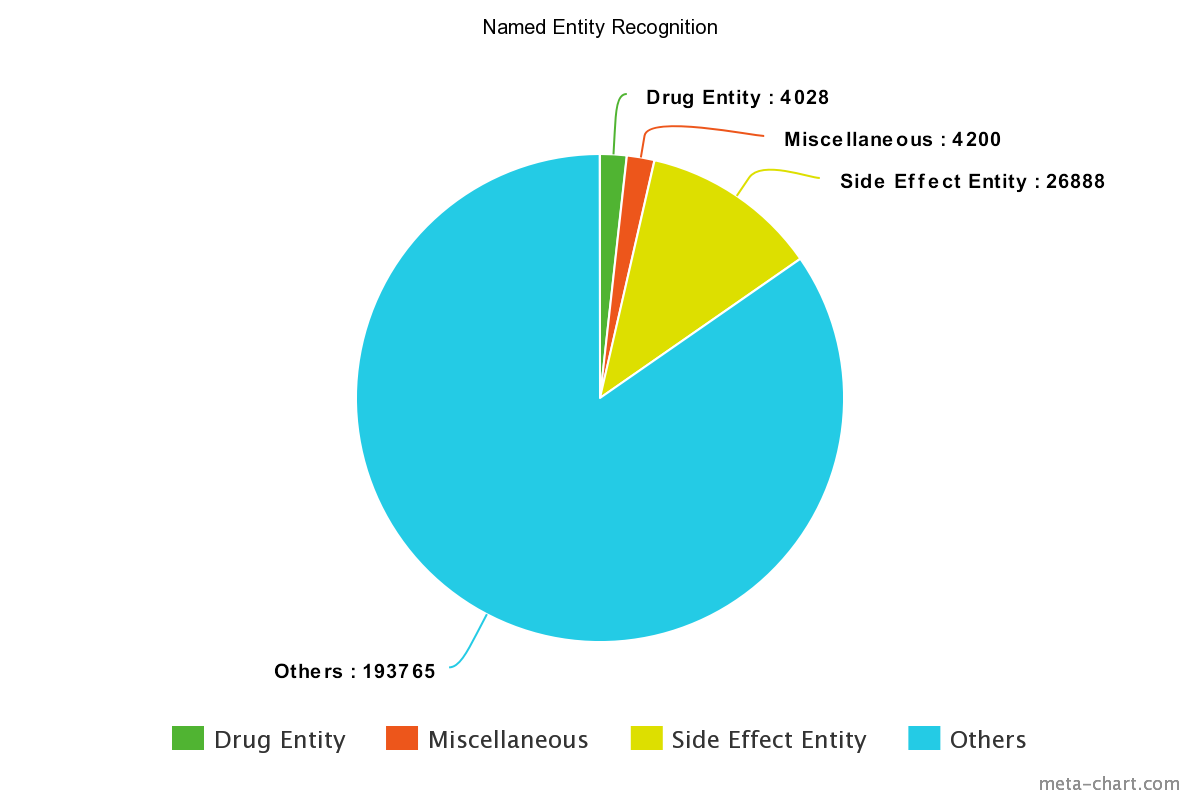 Named Entity Recognition
Drug Entity : 4028
Miscellaneous : 4200
Side Effect Entity : 26888
Others : 193765
Drug Entity Miscellaneous Side Effect Entity Others
meta-chart.com